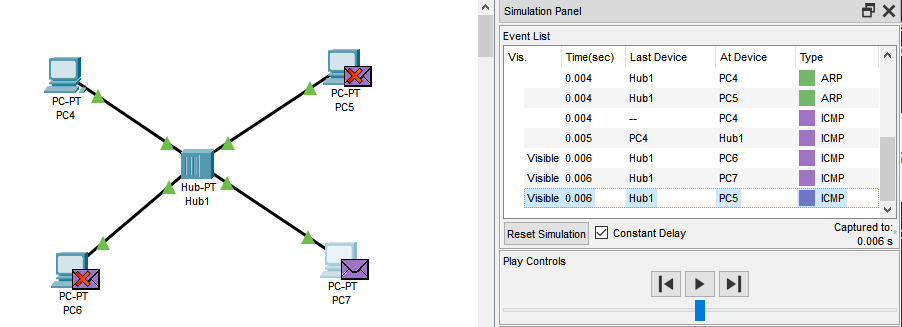 PC-PT
PC4
PC-PT
PC5
Hub-PT
Hub1
PC-PT
PC6
PC-PT
PC7
Simulation Panel
Event List
Vis. Time(sec) Last Device At Device Type
0.004 Hub1 PC4 ARP
0.004 Hub1 PC5 ARP
0.004 -- PC4 ICMP
0.005 PC4 Hub1 ICMP
Visible 0.006 Hub1 PC6 ICMP
Visible 0.006 Hub1 PC7 ICMP
Visible 0.006 Hub1 PC5 ICMP
Reset Simulation Constant Delay Captured to:
0.006 s
Play Controls